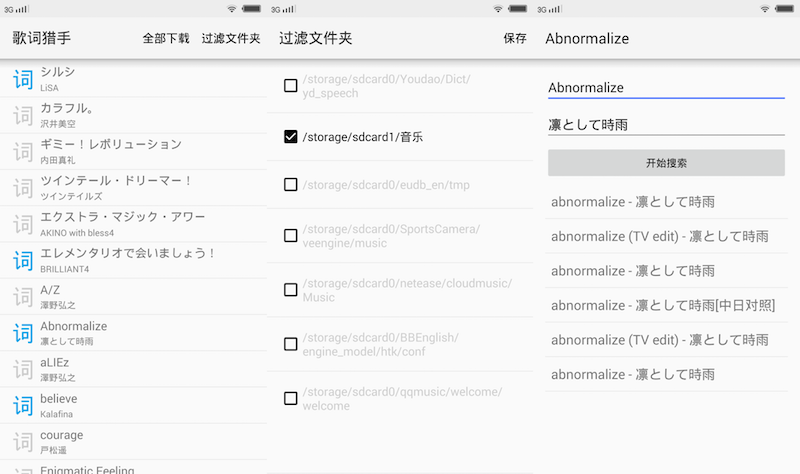 3G
歌词猎手 全部下载 过滤文件夹
词 シルシ
LiSA
词 カラフル。
沢井美空
词 ギミー！レボリューション
内田真礼
词 ツインテール・ドリーマー！
ツインテイルズ
词 エクストラ・マジック・アワー
AKINO with bless4
词 エレメンタリオで会いましょう！
BRILLIANT4
词 A/Z
澤野弘之
词 Abnormalize
凛として時雨
词 aLIEz
澤野弘之
词 believe
Kalafina
词 courage
戸松遥
Enigmatic Feeling
3G
过滤文件夹 保存
/storage/sdcard0/Youdao/Dict/
yd_speech
/storage/sdcard1/音乐
/storage/sdcard0/eudb_en/tmp
/storage/sdcard0/SportsCamera/
veengine/music
/storage/sdcard0/netease/cloudmusic/
Music
/storage/sdcard0/BBEnglish/
engine_model/htk/conf
/storage/sdcard0/qqmusic/welcome/
welcome
3G
Abnormalize
Abnormalize
凛として時雨
开始搜索
abnormalize - 凛として時雨
abnormalize (TV edit) - 凛として時雨
abnormalize - 凛として時雨
abnormalize - 凛として時雨[中日对照]
abnormalize (TV edit) - 凛として時雨
abnormalize - 凛として時雨